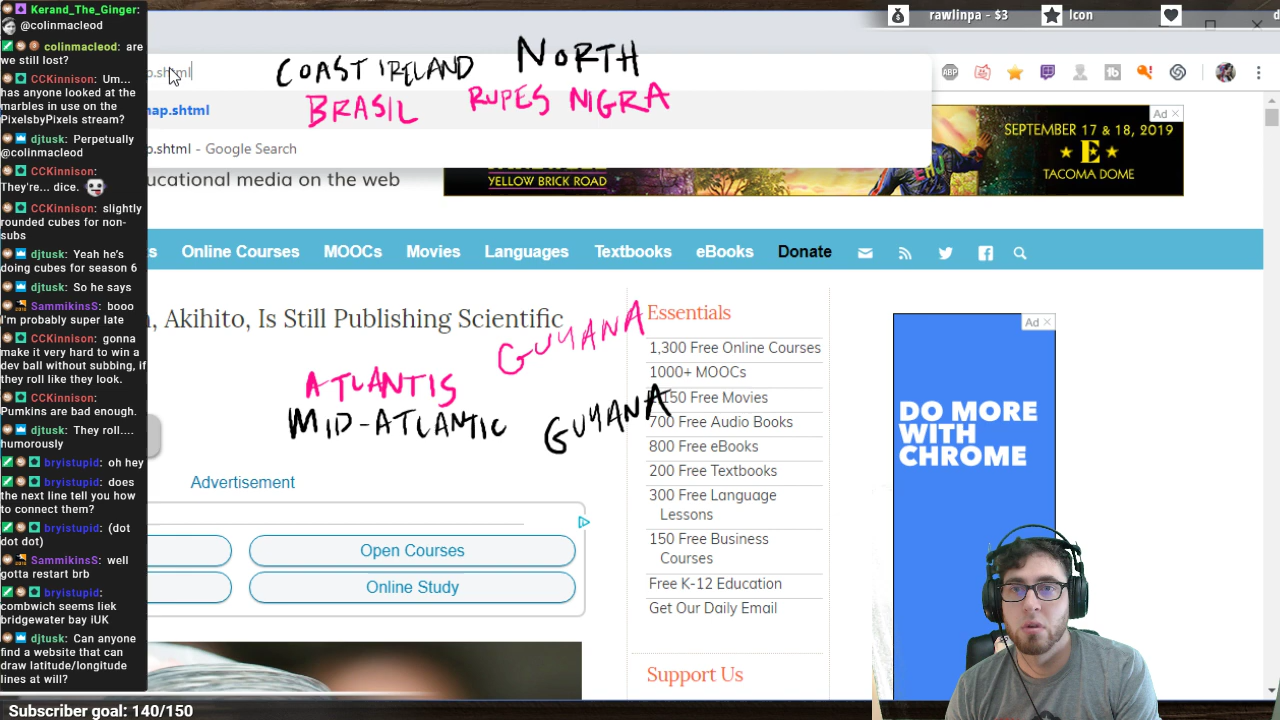 Kerand_The_Ginger:
@colinmacleod
colinmacleod: are
we still lost?
CCKinnison: Um...
has anyone looked at the
marbles in use on the
PixelsbyPixels stream?
djtusk: Perpetually
@colinmacleod
CCKinnison:
They're... dice.
CCKinnison: slightly
rounded cubes for non-
subs
djtusk: Yeah he's
doing cubes for season 6
djtusk: So he says
SammikinsS: booo
I'm probably super late
CCKinnison: gonna
make it very hard to win a
dev ball without subbing, if
they roll like they look.
CCKinnison:
Pumkins are bad enough.
djtusk: They roll....
humorously
bryistupid: oh hey
bryistupid: does
the next line tell you how
to connect them?
bryistupid: (dot
dot dot)
SammikinsS: well
gotta restart brb
bryistupid:
combwich seems liek
bridgewater bay iUK
djtusk: Can anyone
find a website that can
draw latitude/longitude
lines at will?
Subscriber goal: 140/150
rawlinpa - $3
Icon
p.shtml
COAST IRELAND NORTH
BRASIL RUPES NIGRA
map.shtml
p.shtml - Google Search
ucational media on the web
YELLOW BRICK ROAD
SEPTEMBER 17 & 18, 2019
E
TACOMA DOME
Ad
s Online Courses MOOCs Movies Languages Textbooks eBooks Donate
, Akihito, Is Still Publishing Scientific
GUYANA
ATLANTIS
MID-ATLANTIC GUYANA
Advertisement
Open Courses
Online Study
Essentials
1,300 Free Online Courses
1000+ MOOCs
1,150 Free Movies
700 Free Audio Books
800 Free eBooks
200 Free Textbooks
300 Free Language
Lessons
150 Free Business
Courses
Free K-12 Education
Get Our Daily Email
Support Us
Ad
DO MORE
WITH
CHROME